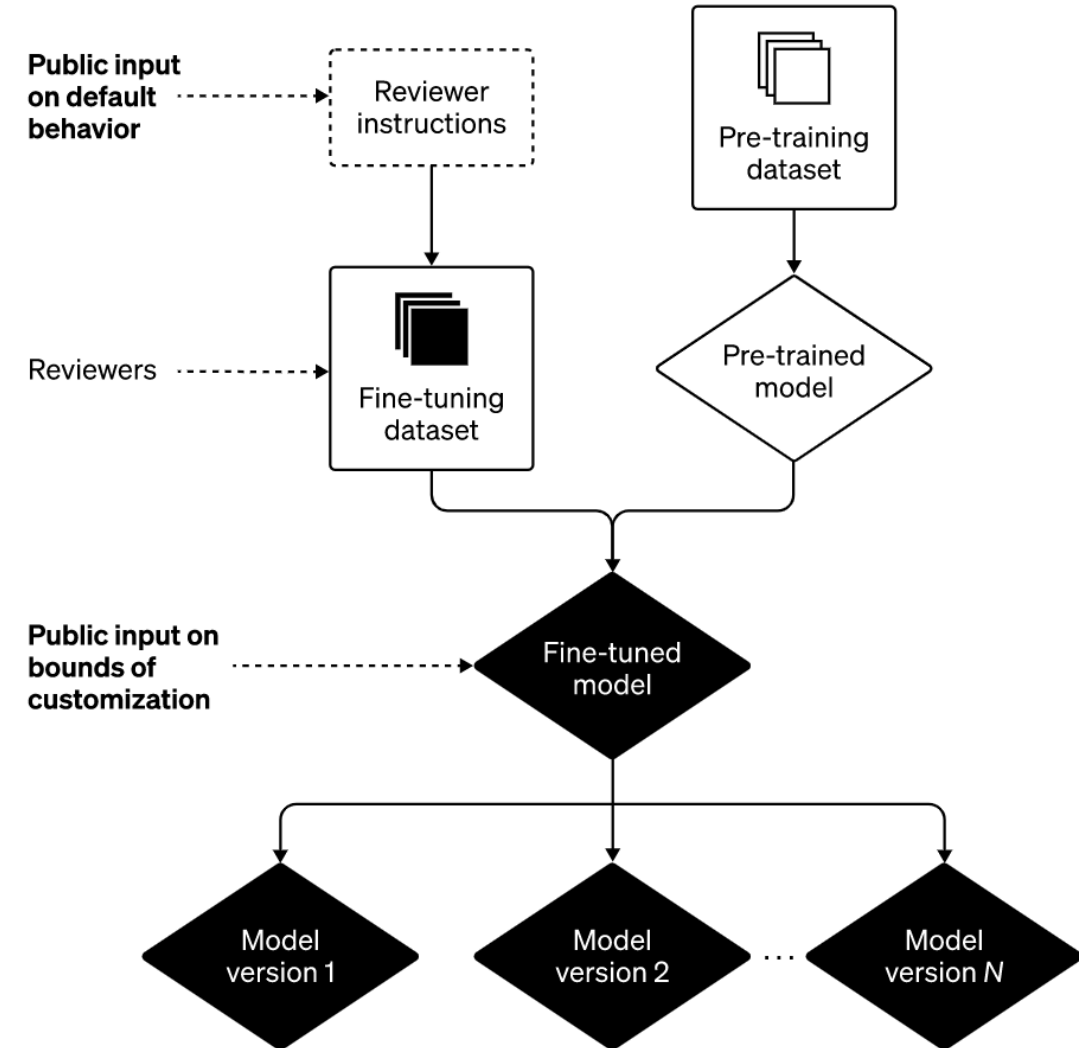 Public input
on default
behavior
Reviewer
instructions
Pre-training
dataset
Reviewers
Fine-tuning
dataset
Pre-trained
model
Public input on
bounds of
customization
Fine-tuned
model
Model
version 1
Model
version 2
...
Model
version N